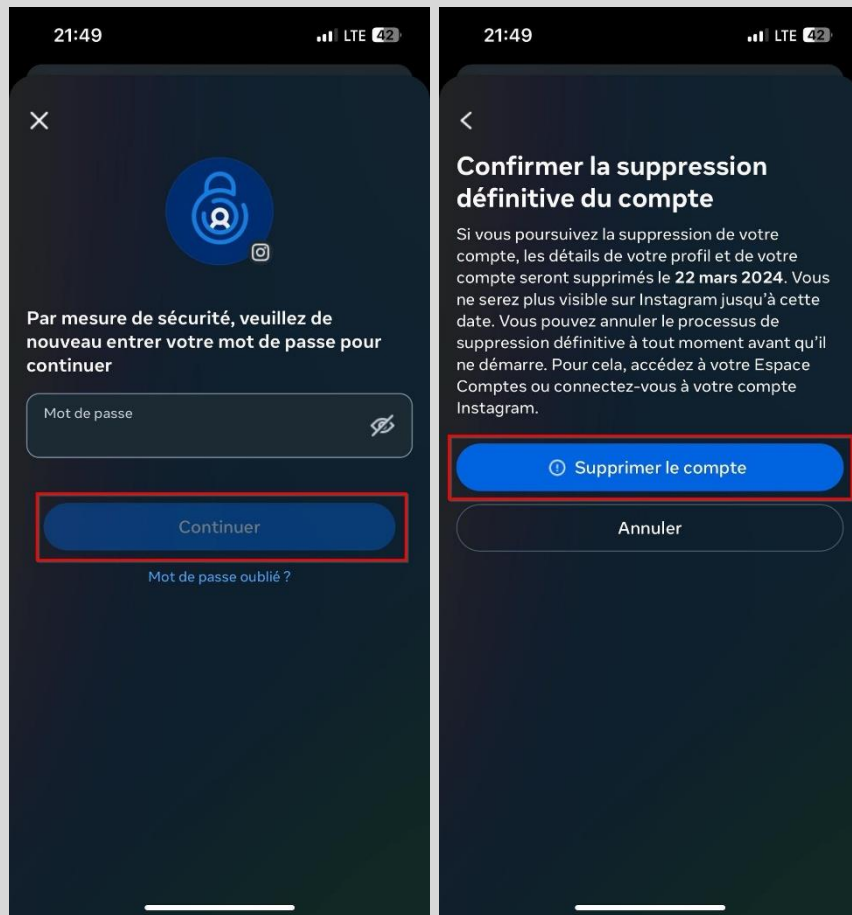 21:49
LTE 42
Par mesure de sécurité, veuillez de
nouveau entrer votre mot de passe pour
continuer
Mot de passe
Continuer
Mot de passe oublié ?
21:49
LTE 42
Confirmer la suppression
définitive du compte
Si vous poursuivez la suppression de votre
compte, les détails de votre profil et de votre
compte seront supprimés le 22 mars 2024. Vous
ne serez plus visible sur Instagram jusqu’à cette
date. Vous pouvez annuler le processus de
suppression définitive à tout moment avant qu’il
ne démarre. Pour cela, accédez à votre Espace
Comptes ou connectez-vous à votre compte
Instagram.
Supprimer le compte
Annuler